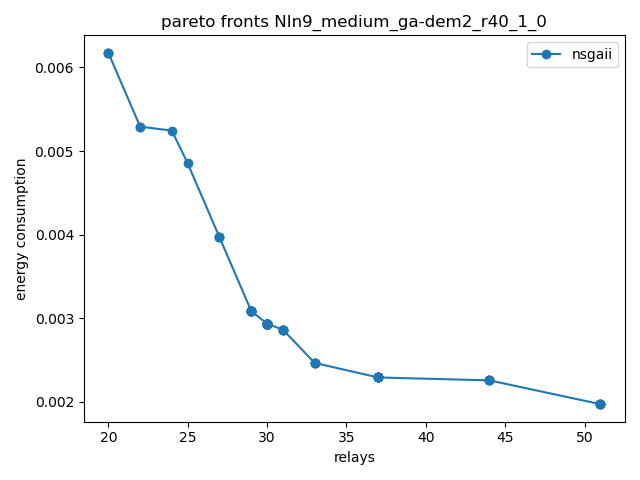 pareto fronts NIn9_medium_ga-dem2_r40_1_0
nsgaii
energy consumption
0.006
0.005
0.004
0.003
0.002
20 25 30 35 40 45 50
relays